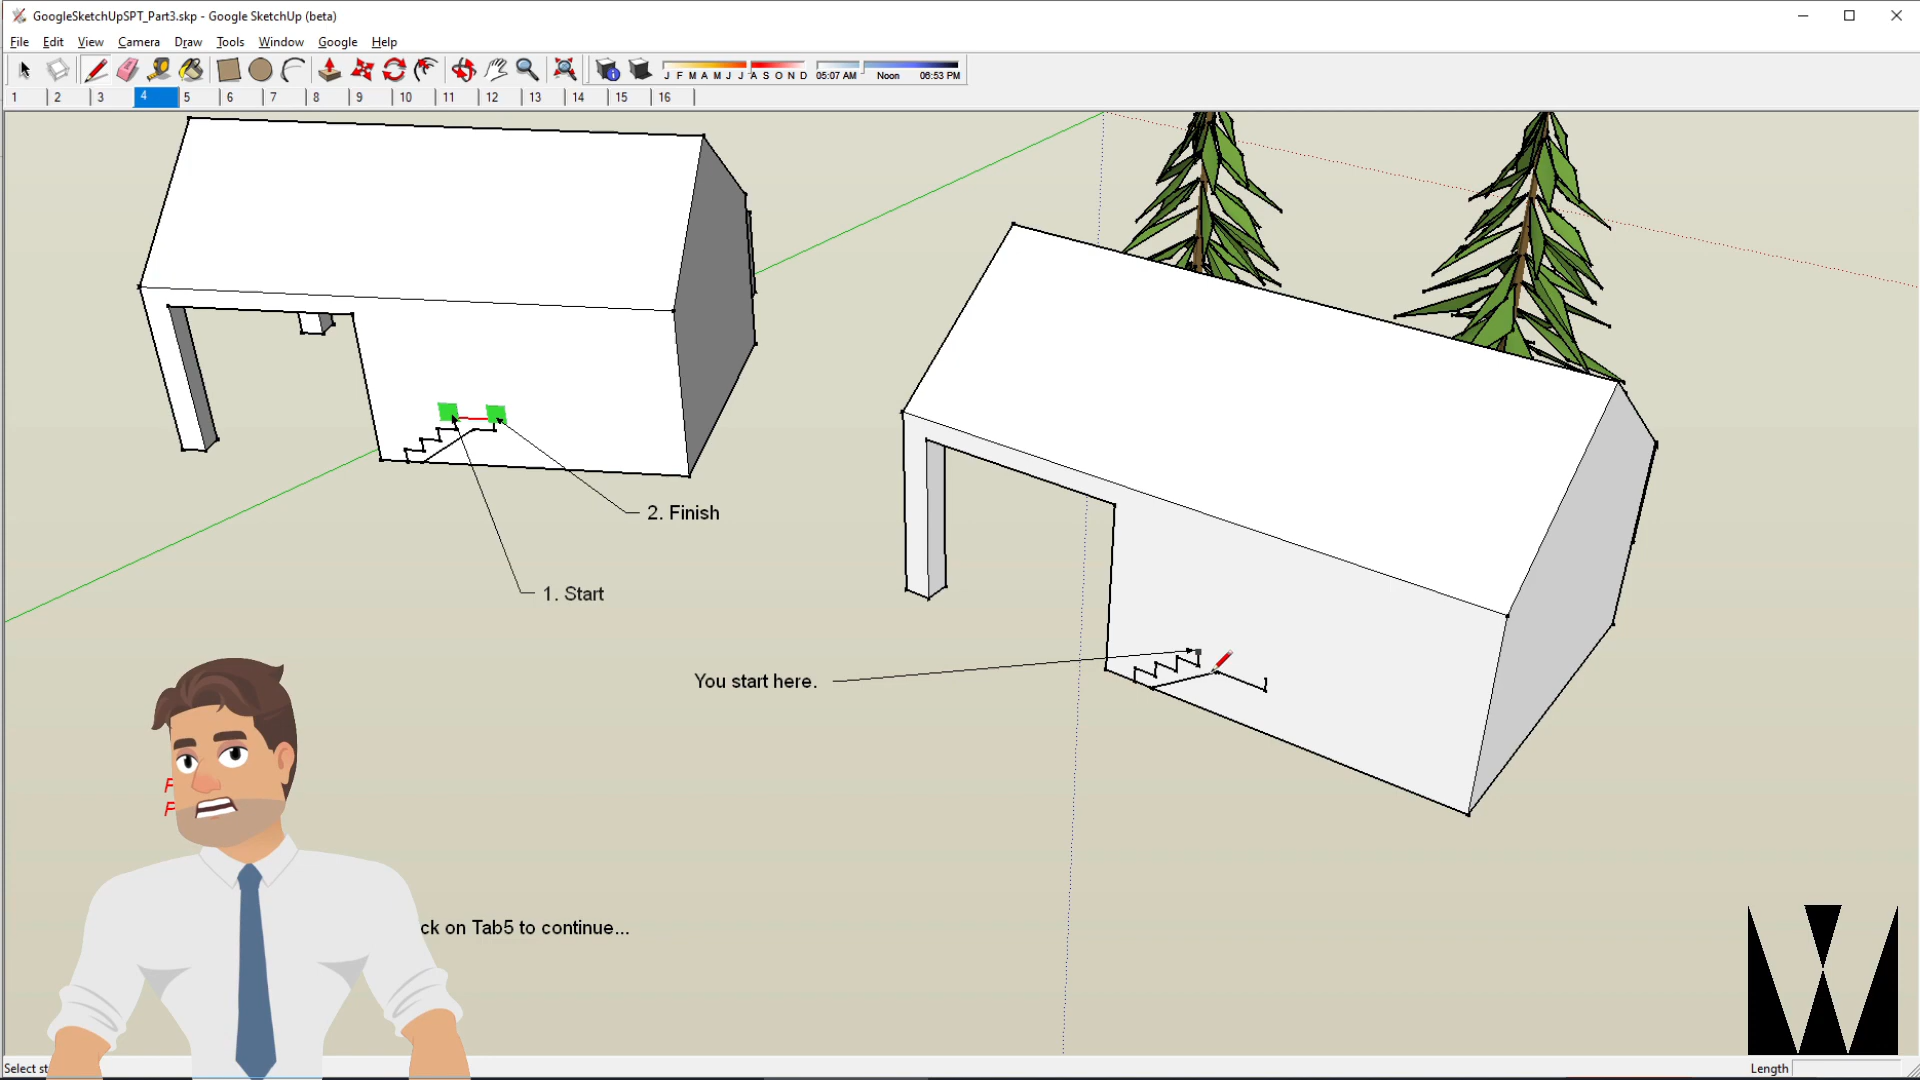 GoogleSketchUpSPT_Part3.skp - Google SketchUp (beta)
File Edit View Camera Draw Tools Window Google Help
J F M A M J J A S O N D 05:07 AM Noon 06:53 PM
1 2 3 4 5 6 7 8 9 10 11 12 13 14 15 16
2. Finish
1. Start
You start here.
on Tab5 to continue...
Select
Length